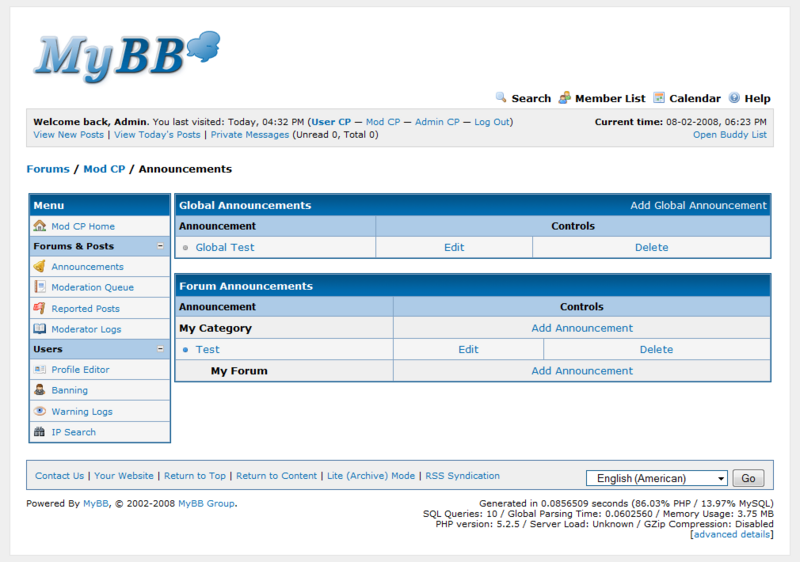 MyBB
Search Member List Calendar Help
Welcome back, Admin. You last visited: Today, 04:32 PM (User CP — Mod CP — Admin CP — Log Out) Current time: 08-02-2008, 06:23 PM
View New Posts | View Today's Posts | Private Messages (Unread 0, Total 0) Open Buddy List
Forums / Mod CP / Announcements
Menu
Mod CP Home
Forums & Posts
Announcements
Moderation Queue
Reported Posts
Moderator Logs
Users
Profile Editor
Banning
Warning Logs
IP Search
Global Announcements Add Global Announcement
Announcement Controls
Global Test Edit Delete
Forum Announcements
Announcement Controls
My Category Add Announcement
Test Edit Delete
My Forum Add Announcement
Contact Us | Your Website | Return to Top | Return to Content | Lite (Archive) Mode | RSS Syndication English (American) Go
Powered By MyBB, © 2002-2008 MyBB Group. Generated in 0.0856509 seconds (86.03% PHP / 13.97% MySQL)
SQL Queries: 10 / Global Parsing Time: 0.0602560 / Memory Usage: 3.75 MB
PHP version: 5.2.5 / Server Load: Unknown / GZip Compression: Disabled
[advanced details]